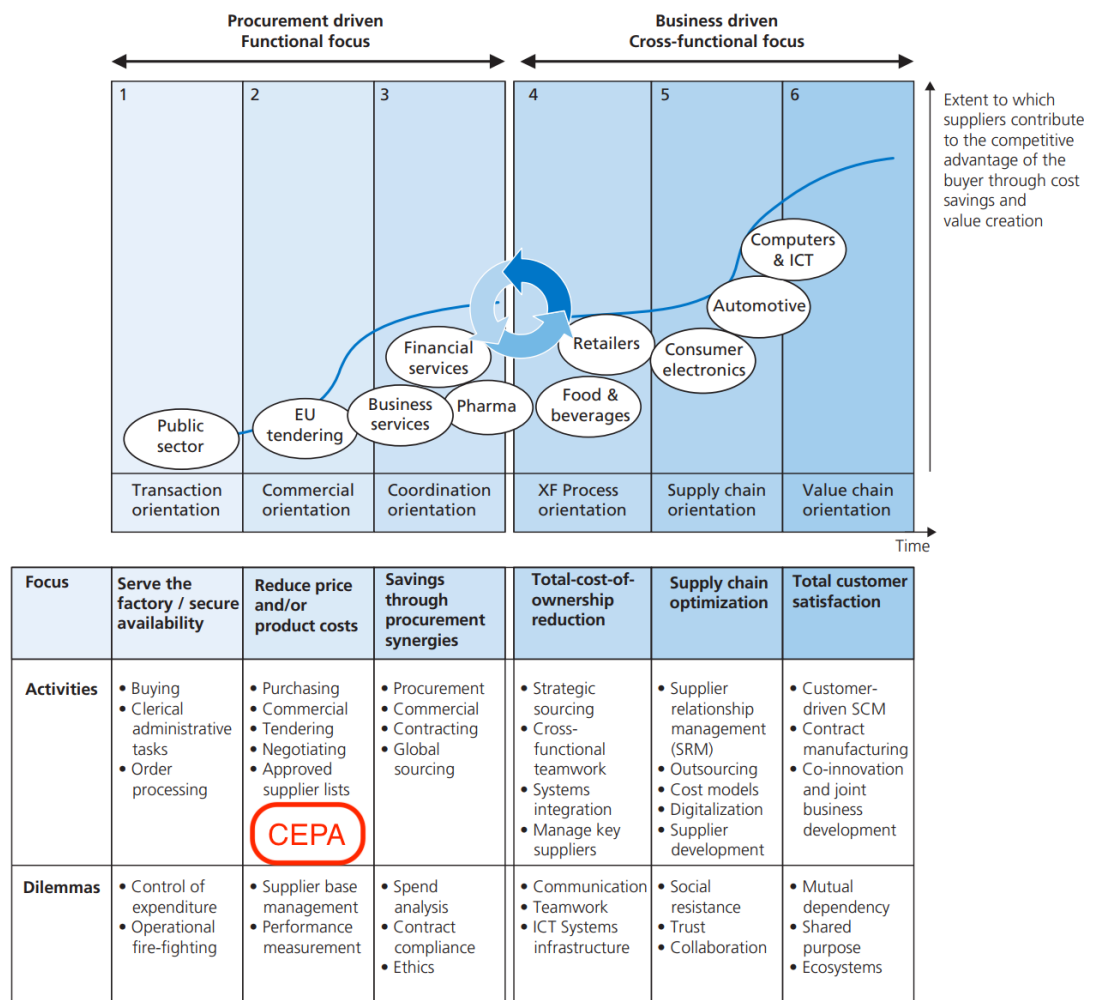 Procurement driven
Functional focus
Business driven
Cross-functional focus
1
2
3
4
5
6
Extent to which
suppliers contribute
to the competitive
advantage of the
buyer through cost
savings and
value creation
Computers
& ICT
Automotive
Retailers
Consumer
electronics
Financial
services
Food &
beverages
Business
services
Pharma
EU
tendering
Public
sector
Transaction
orientation
Commercial
orientation
Coordination
orientation
XF Process
orientation
Supply chain
orientation
Value chain
orientation
Time
Focus
Serve the
factory / secure
availability
Reduce price
and/or
product costs
Savings
through
procurement
synergies
Total-cost-of-
ownership
reduction
Supply chain
optimization
Total customer
satisfaction
Activities
• Buying
• Clerical
administrative
tasks
• Order
processing
• Purchasing
• Commercial
• Tendering
• Negotiating
• Approved
supplier lists
CEPA
• Procurement
• Commercial
• Contracting
• Global
sourcing
• Strategic
sourcing
• Cross-
functional
teamwork
• Systems
integration
• Manage key
suppliers
• Supplier
relationship
management
(SRM)
• Outsourcing
• Cost models
• Digitalization
• Supplier
development
• Customer-
driven SCM
• Contract
manufacturing
• Co-innovation
and joint
business
development
Dilemmas
• Control of
expenditure
• Operational
fire-fighting
• Supplier base
management
• Performance
measurement
• Spend
analysis
• Contract
compliance
• Ethics
• Communication
• Teamwork
• ICT Systems
infrastructure
• Social
resistance
• Trust
• Collaboration
• Mutual
dependency
• Shared
purpose
• Ecosystems